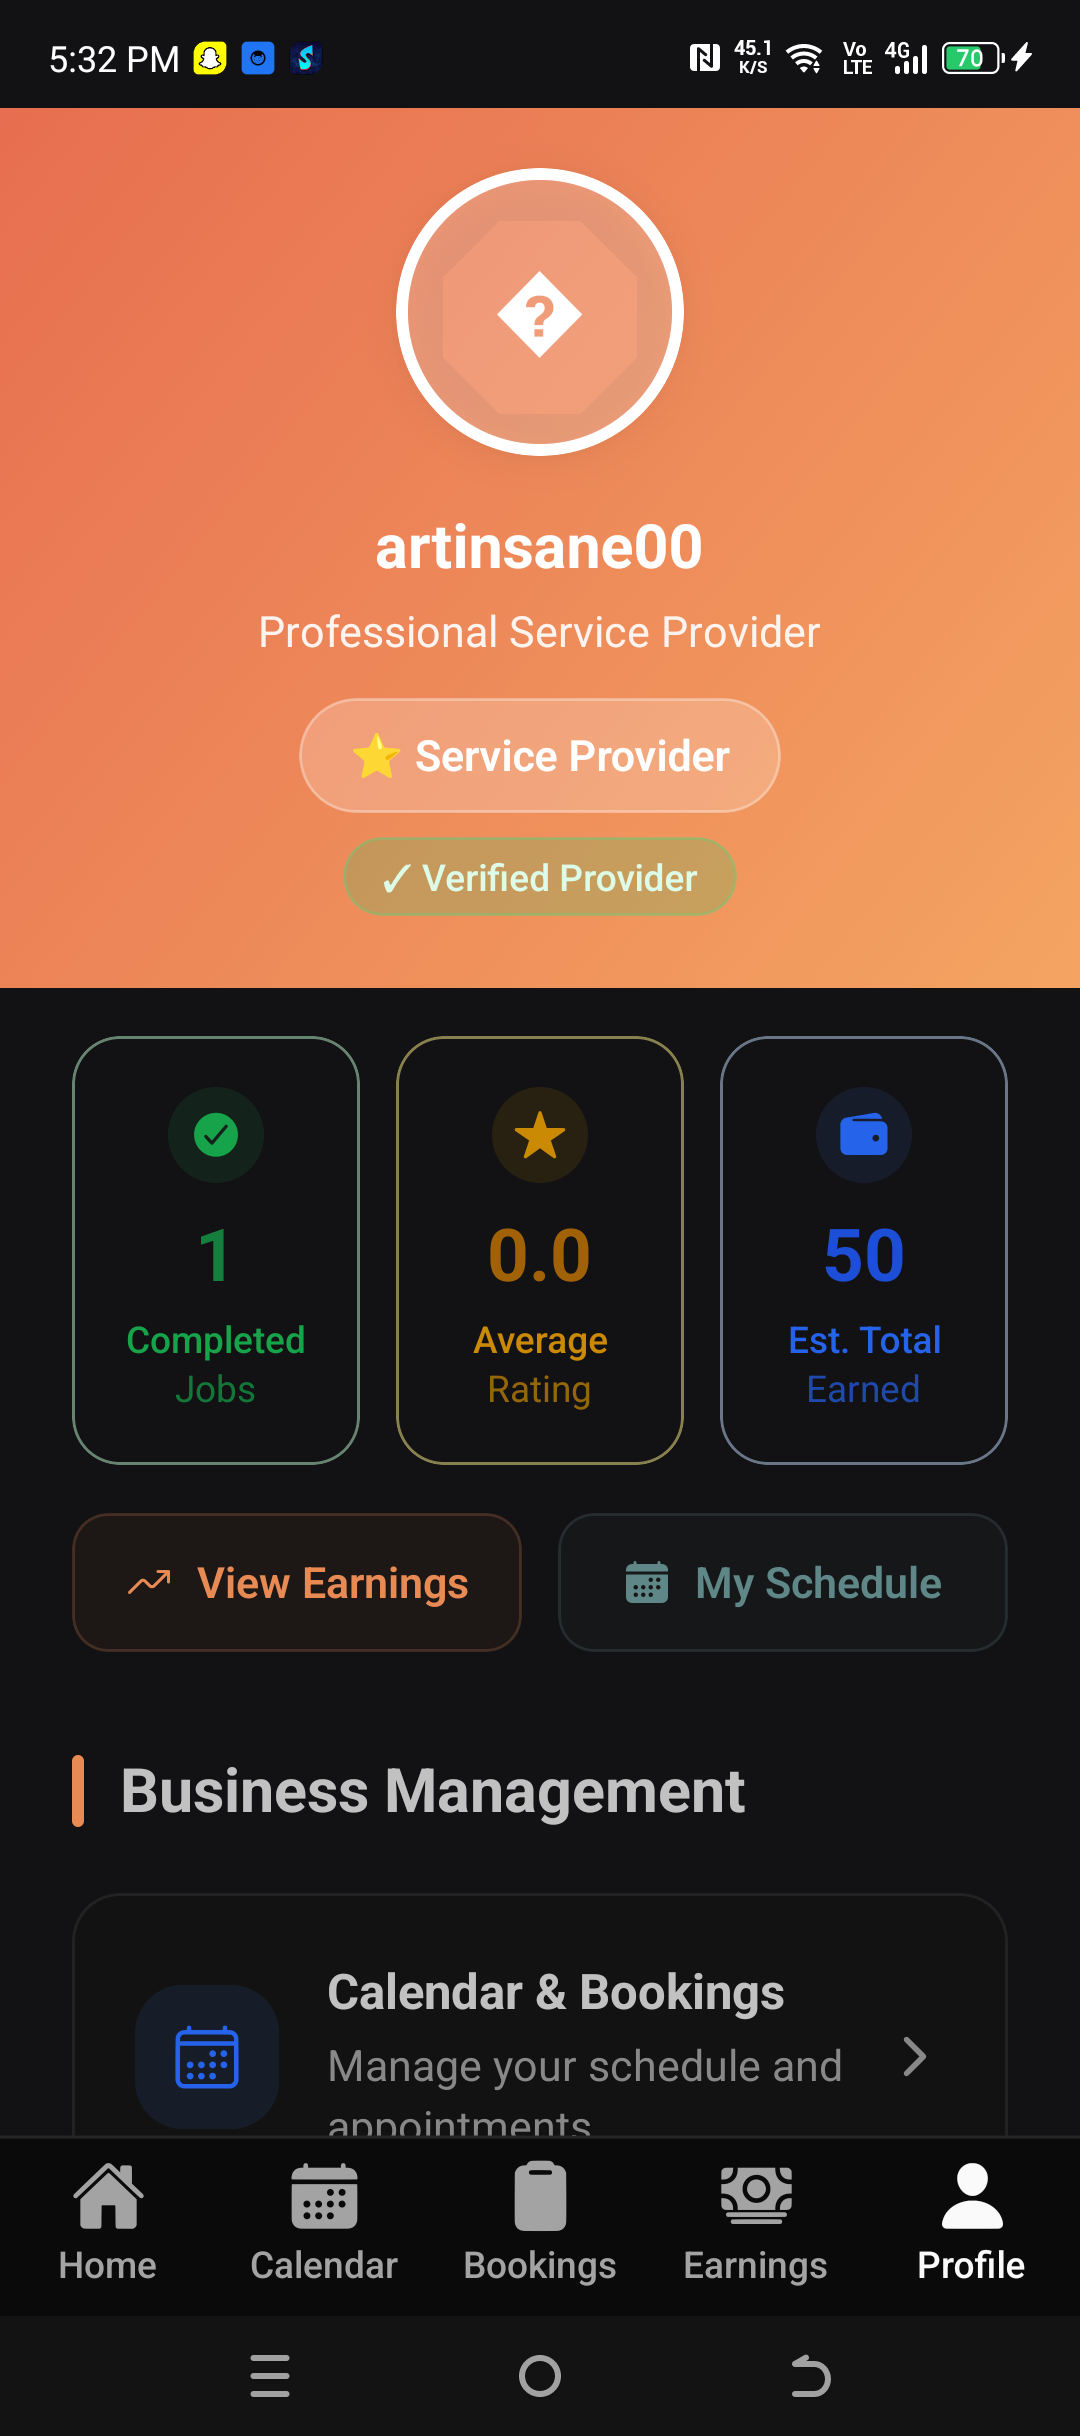 5:32 PM
45.1
K/S
Vo
LTE
4G
70
artinsane00
Professional Service Provider
⭐ Service Provider
✓ Verified Provider
1
Completed
Jobs
0.0
Average
Rating
50
Est. Total
Earned
View Earnings
My Schedule
Business Management
Calendar & Bookings
Manage your schedule and
appointments
Home
Calendar
Bookings
Earnings
Profile